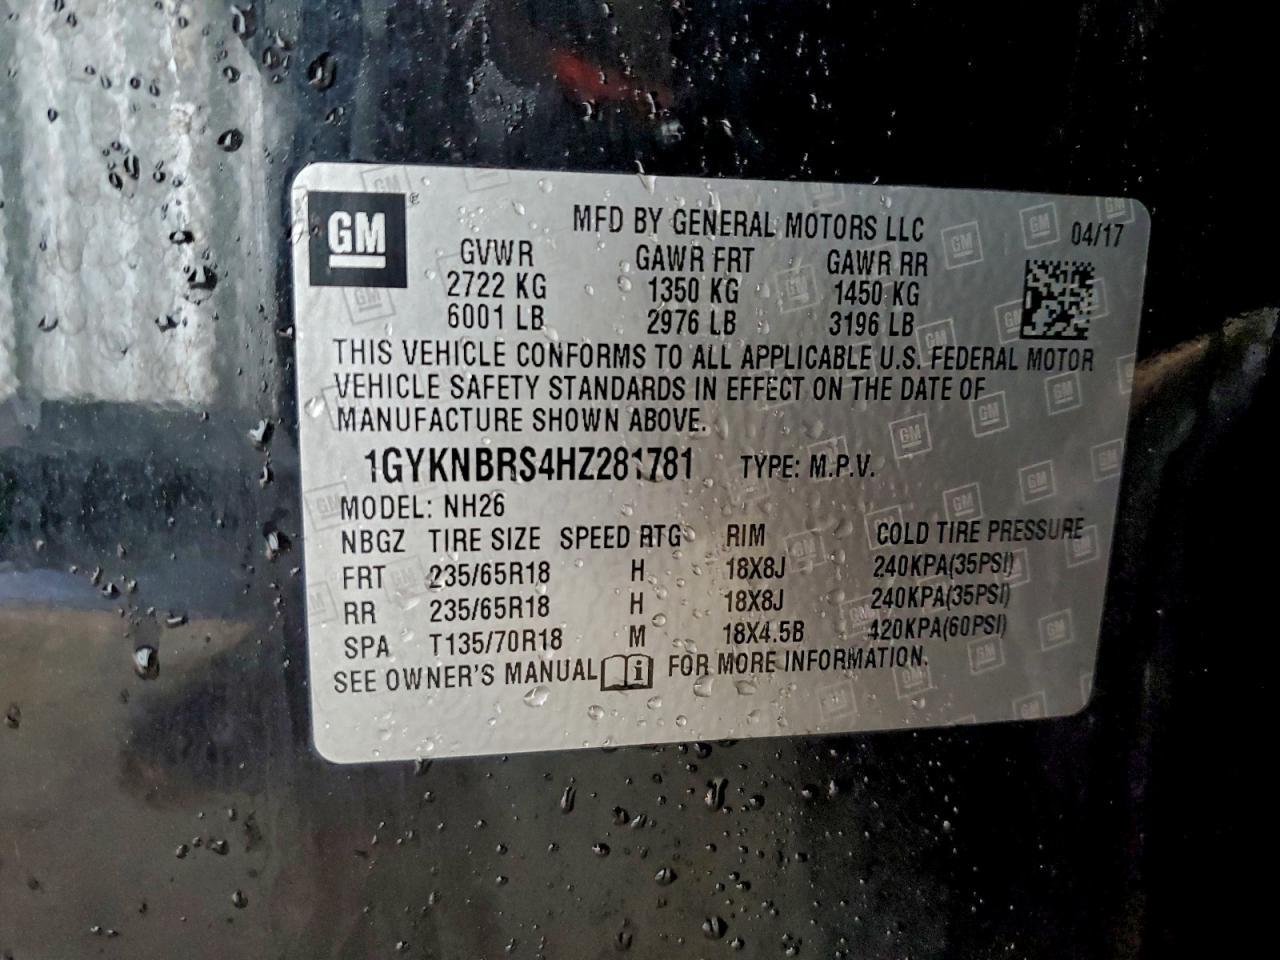 GM
MFD BY GENERAL MOTORS LLC 04/17
GVWR GAWR FRT GAWR RR
2722 KG 1350 KG 1450 KG
6001 LB 2976 LB 3196 LB
THIS VEHICLE CONFORMS TO ALL APPLICABLE U.S. FEDERAL MOTOR
VEHICLE SAFETY STANDARDS IN EFFECT ON THE DATE OF
MANUFACTURE SHOWN ABOVE.
1GYKNBRS4HZ281781 TYPE: M.P.V.
MODEL: NH26
NBGZ TIRE SIZE SPEED RTG RIM COLD TIRE PRESSURE
FRT 235/65R18 H 18X8J 240KPA(35PSI)
RR 235/65R18 H 18X8J 240KPA(35PSI)
SPA T135/70R18 M 18X4.5B 420KPA(60PSI)
SEE OWNER'S MANUAL FOR MORE INFORMATION.